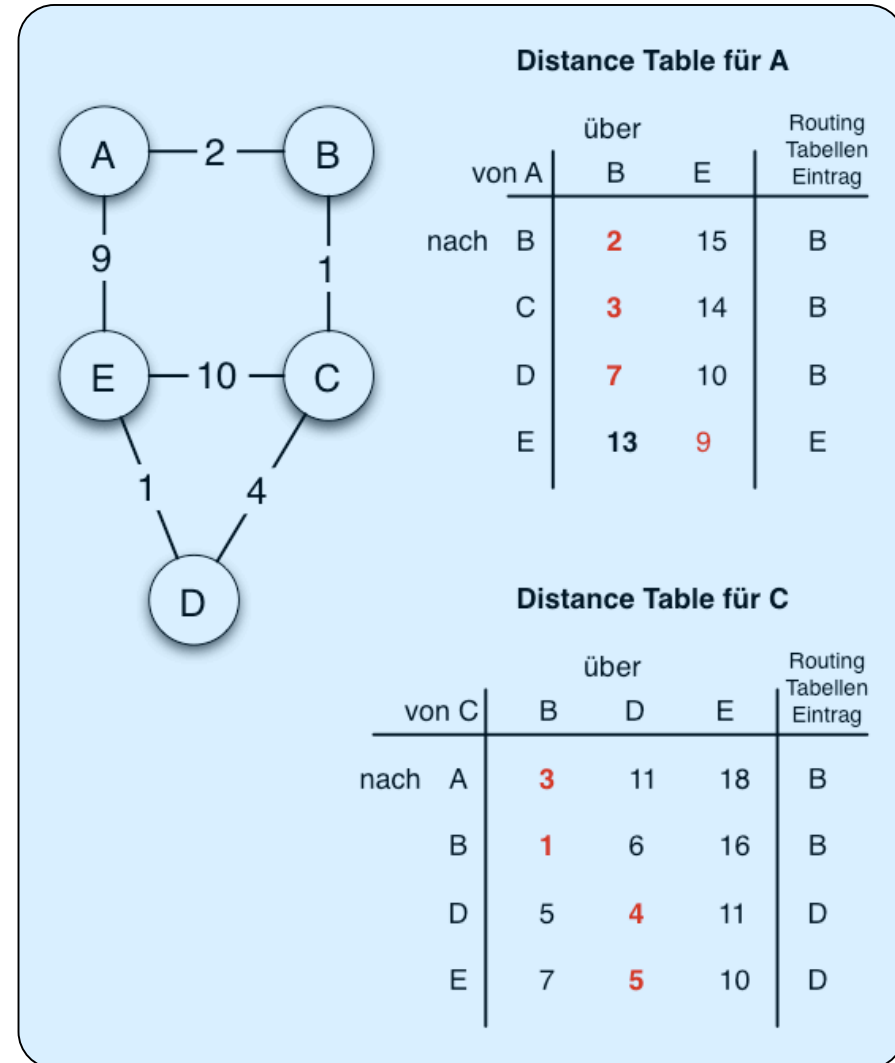 A 2 B
9 1
E 10 C
1 4
D
Distance Table für A
über
Routing
Tabellen
Eintrag
von A B E
nach B 2 15 B
C 3 14 B
D 7 10 B
E 13 9 E
Distance Table für C
über
Routing
Tabellen
Eintrag
von C B D E
nach A 3 11 18 B
B 1 6 16 B
D 5 4 11 D
E 7 5 10 D